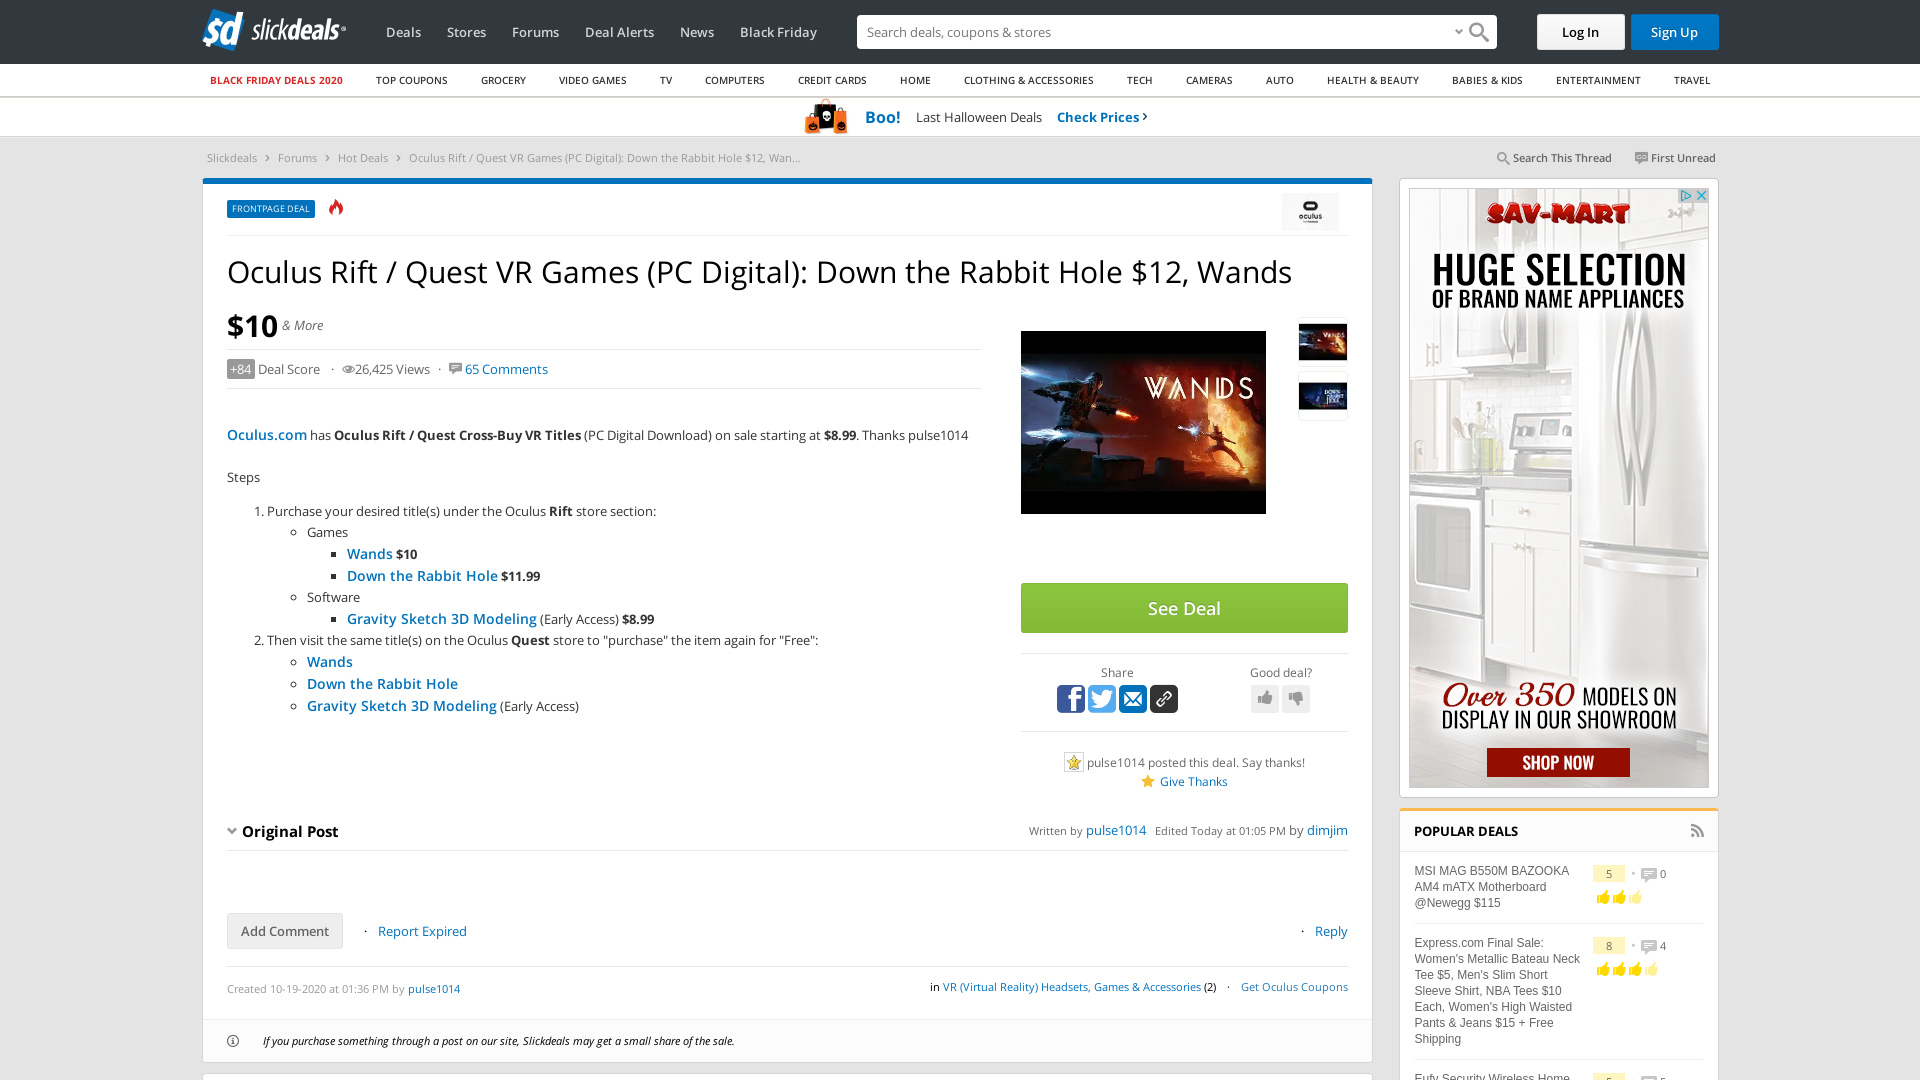 sd slickdeals
Deals Stores Forums Deal Alerts News Black Friday
Search deals, coupons & stores
Log In
Sign Up
BLACK FRIDAY DEALS 2020 TOP COUPONS GROCERY VIDEO GAMES TV COMPUTERS CREDIT CARDS HOME CLOTHING & ACCESSORIES TECH CAMERAS AUTO HEALTH & BEAUTY BABIES & KIDS ENTERTAINMENT TRAVEL
Boo! Last Halloween Deals Check Prices
Slickdeals > Forums > Hot Deals > Oculus Rift / Quest VR Games (PC Digital): Down the Rabbit Hole $12, Wan...
Search This Thread First Unread
FRONTPAGE DEAL
oculus
Oculus Rift / Quest VR Games (PC Digital): Down the Rabbit Hole $12, Wands
$10 & More
+84 Deal Score · 26,425 Views · 65 Comments
Oculus.com has Oculus Rift / Quest Cross-Buy VR Titles (PC Digital Download) on sale starting at $8.99. Thanks pulse1014
Steps
1. Purchase your desired title(s) under the Oculus Rift store section:
Games
Wands $10
Down the Rabbit Hole $11.99
Software
Gravity Sketch 3D Modeling (Early Access) $8.99
2. Then visit the same title(s) on the Oculus Quest store to "purchase" the item again for "Free":
Wands
Down the Rabbit Hole
Gravity Sketch 3D Modeling (Early Access)
WANDS
WANDS
See Deal
Share
Good deal?
pulse1014 posted this deal. Say thanks!
Give Thanks
Original Post
Written by pulse1014 Edited Today at 01:05 PM by dimjim
Add Comment · Report Expired
· Reply
Created 10-19-2020 at 01:36 PM by pulse1014
in VR (Virtual Reality) Headsets, Games & Accessories (2) · Get Oculus Coupons
If you purchase something through a post on our site, Slickdeals may get a small share of the sale.
SAV-MART
HUGE SELECTION
OF BRAND NAME APPLIANCES
Over 350 MODELS ON
DISPLAY IN OUR SHOWROOM
SHOP NOW
POPULAR DEALS
MSI MAG B550M BAZOOKA
AM4 mATX Motherboard
@Newegg $115
5 · 0
Express.com Final Sale:
Women's Metallic Bateau Neck
Tee $5, Men's Slim Short
Sleeve Shirt, NBA Tees $10
Each, Women's High Waisted
Pants & Jeans $15 + Free
Shipping
8 · 4
Eufy Security Wireless Home
5 · 5